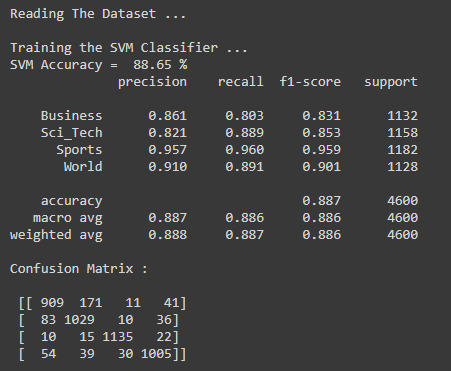 Reading The Dataset ...
Training the SVM Classifier ...
SVM Accuracy =  88.65 %
precision    recall  f1-score   support
Business      0.861     0.803     0.831      1132
Sci_Tech      0.821     0.889     0.853      1158
Sports      0.957     0.960     0.959      1182
World      0.910     0.891     0.901      1128
accuracy                          0.887      4600
macro avg      0.887     0.886     0.886      4600
weighted avg      0.888     0.887     0.886      4600
Confusion Matrix :
[[ 909  171   11   41]
[  83 1029   10   36]
[  10   15 1135   22]
[  54   39   30 1005]]